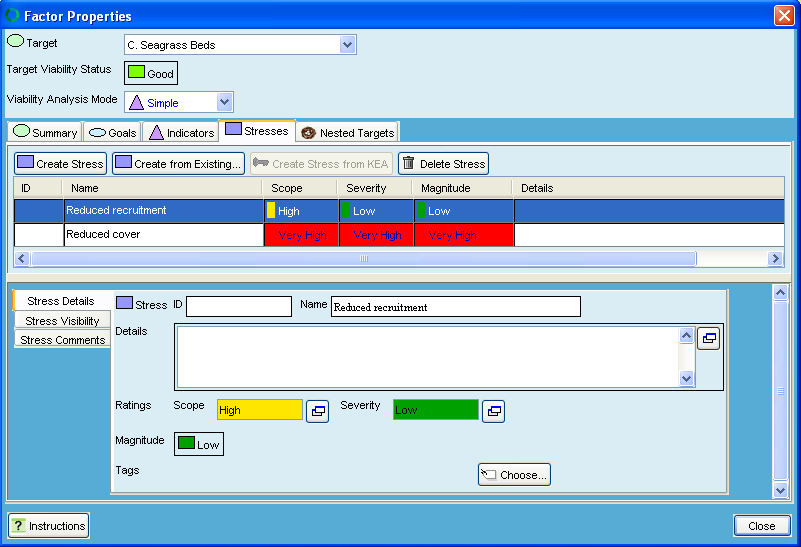 Factor Properties
Target C. Seagrass Beds
Target Viability Status Good
Viability Analysis Mode Simple
Summary Goals Indicators Stresses Nested Targets
Create Stress Create from Existing... Create Stress from KEA Delete Stress
ID Name Scope Severity Magnitude Details
Reduced recruitment High Low Low
Reduced cover Very High Very High Very High
Stress Details
Stress Visibility
Stress Comments
Stress ID Name Reduced recruitment
Details
Ratings Scope High Severity Low
Magnitude Low
Tags Choose...
? Instructions Close